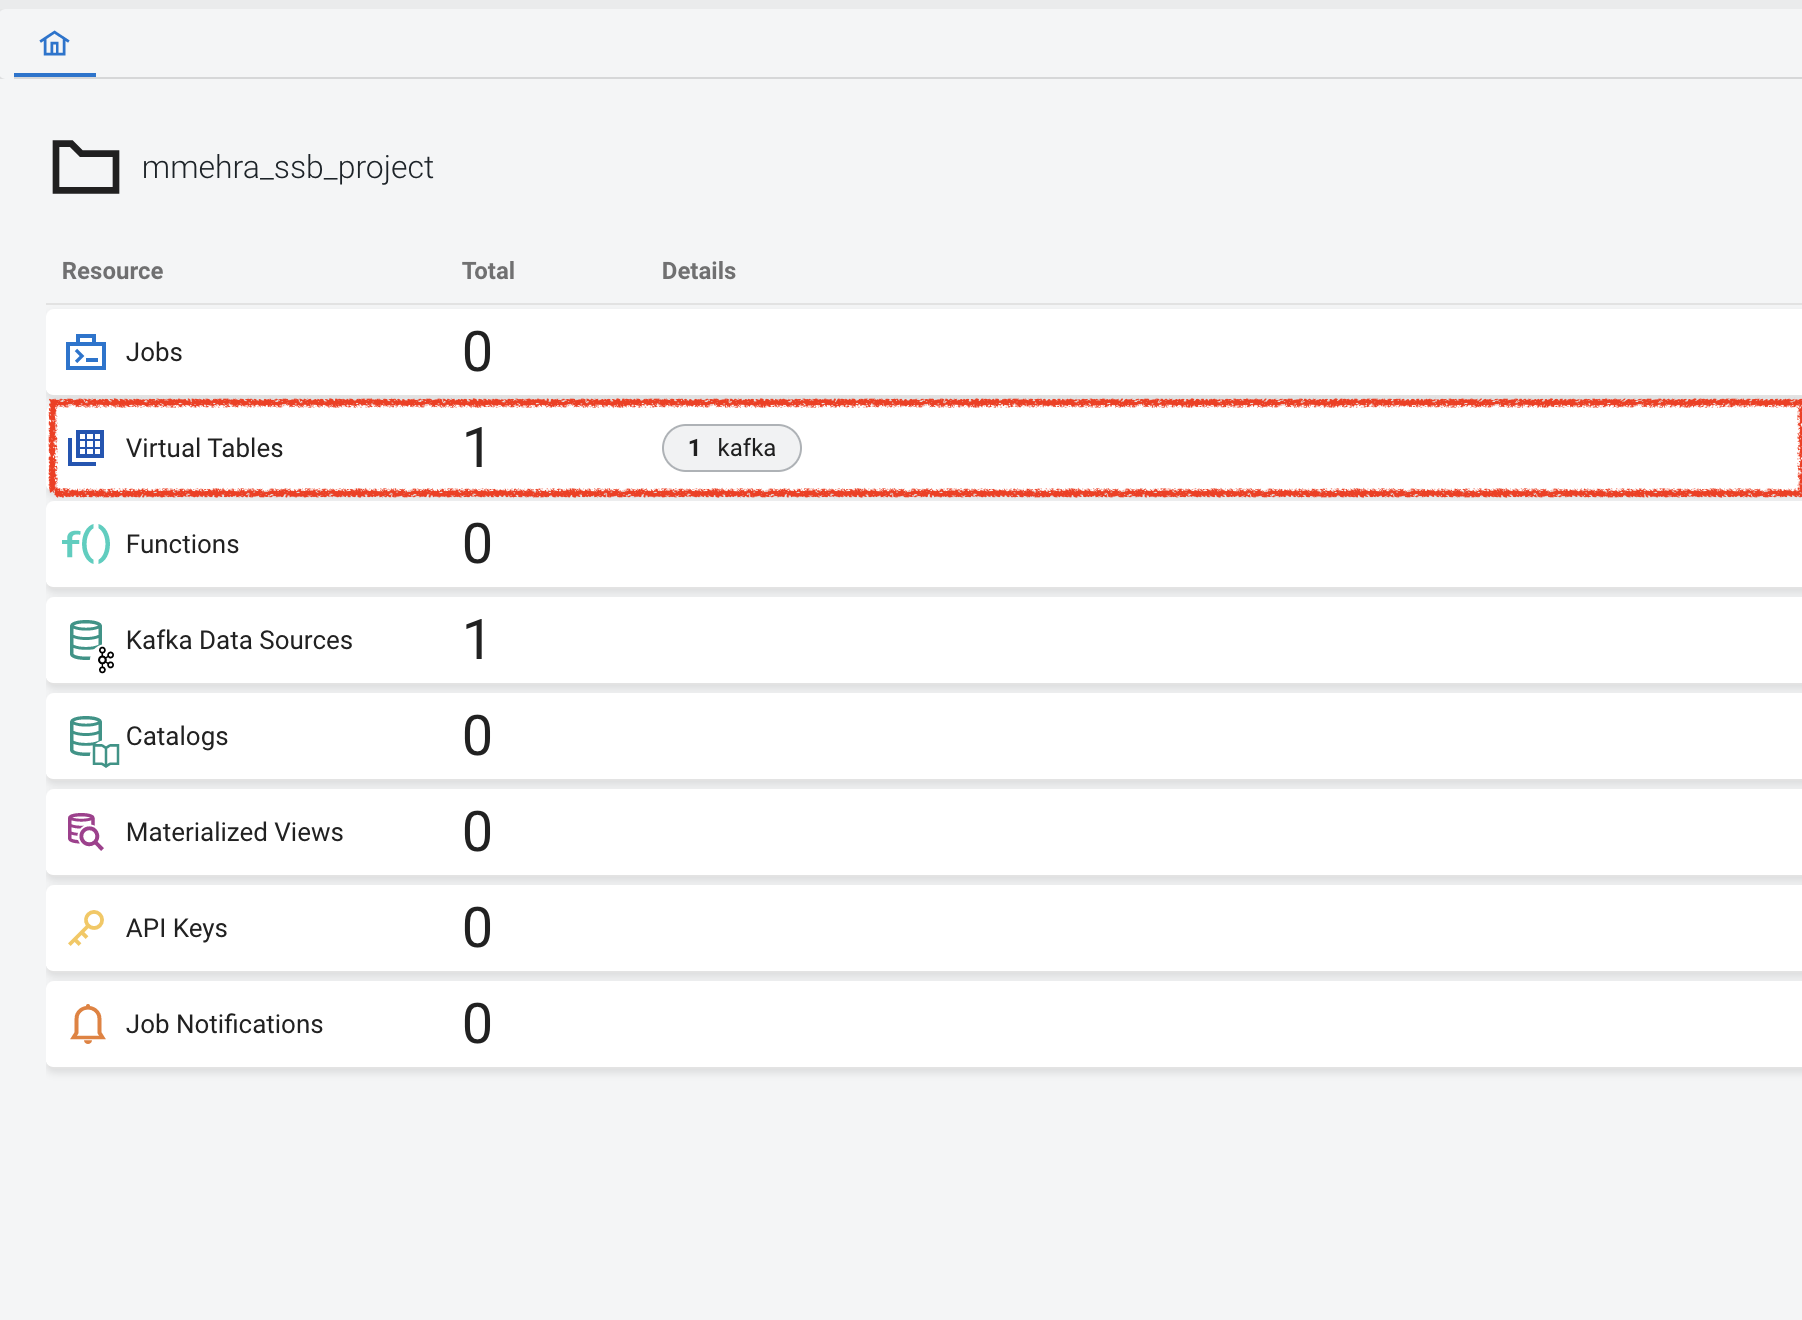 mmehra_ssb_project
Resource Total Details
Jobs 0
Virtual Tables 1 1 kafka
f() Functions 0
Kafka Data Sources 1
Catalogs 0
Materialized Views 0
API Keys 0
Job Notifications 0